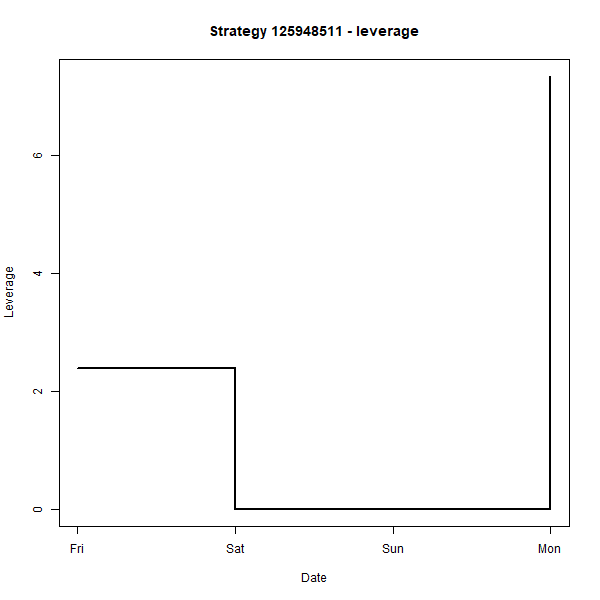 Strategy 125948511 - leverage
Leverage
6
4
2
0
Fri Sat Sun Mon
Date